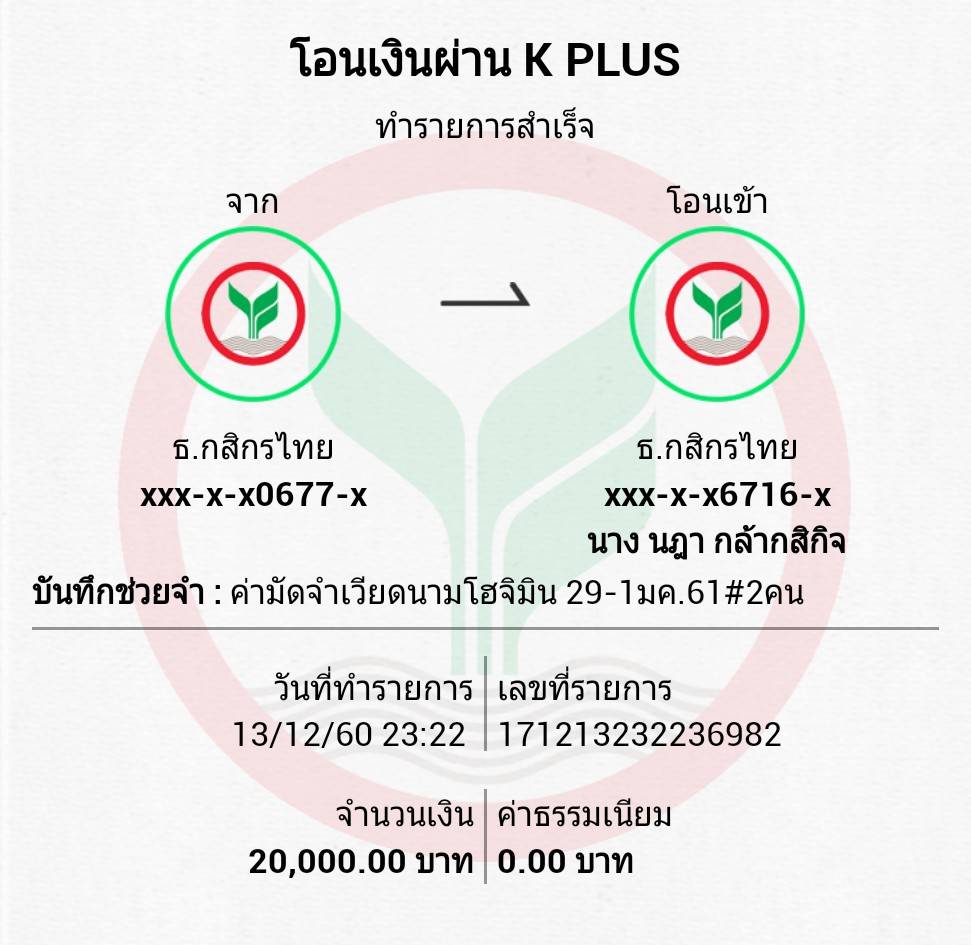 โอนเงินผ่าน K PLUS
ทำรายการสำเร็จ
จาก
โอนเข้า
ธ.กสิกรไทย
xxx-x-x0677-x
ธ.กสิกรไทย
xxx-x-x6716-x
นาง นฎา กล้ากสิกิจ
บันทึกช่วยจำ : ค่ามัดจำเวียดนามโฮจิมิน 29-1มค.61#2คน
วันที่ทำรายการ
13/12/60 23:22
เลขที่รายการ
171213232236982
จำนวนเงิน
20,000.00 บาท
ค่าธรรมเนียม
0.00 บาท